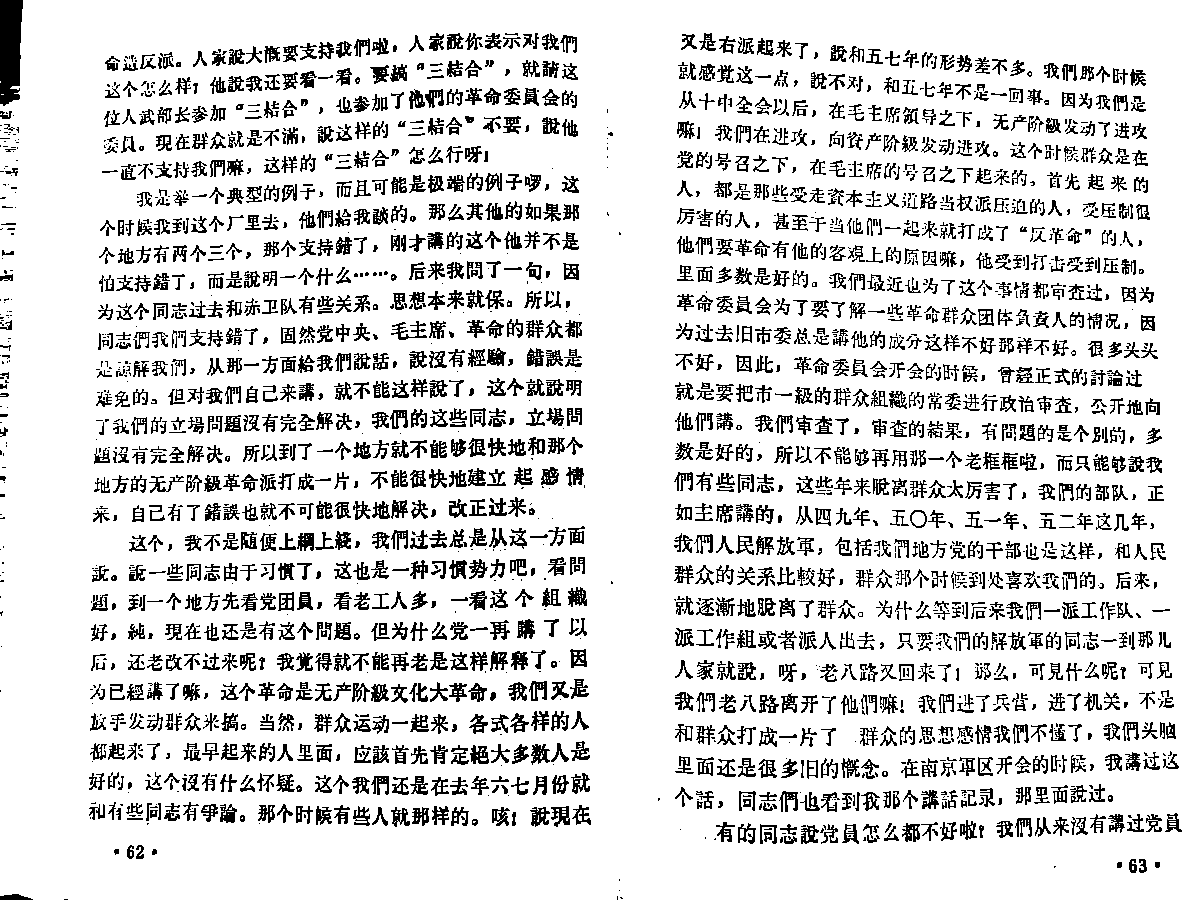 命造反派。人家說大慨要支持我們啦，人家說你表示对我們
这个怎么样？他說我还要看一看。要搞“三結合”，就請这
位人武部长参加“三結合”，也参加了他們的革命委員会的
委員。現在群众就是不滿，說这样的“三結合”不要，說他
一直不支持我們嘛，这样的“三結合”怎么行呀！
我是举一个典型的例子，而且可能是极端的例子啰，这
个时候我到这个厂里去，他們給我談的。那么其他的如果那
个地方有两个三个，那个支持錯了，刚才講的这个他并不是
怕支持錯了，而是說明一个什么……。后来我問了一句，因
为这个同志过去和赤卫队有些关系。思想本来就保。所以，
同志們我們支持錯了，固然党中央、毛主席、革命的群众都
是諒解我們，从那一方面給我們說話，說沒有經驗，錯誤是
难免的。但对我們自己来講，就不能这样說了，这个就說明
了我們的立場問題沒有完全解决，我們的这些同志，立場問
題沒有完全解决。所以到了一个地方就不能够很快地和那个
地方的无产阶級革命派打成一片，不能很快地建立起感情
来，自己有了錯誤也就不可能很快地解决，改正过来。
这个，我不是随便上綱上綫，我們过去总是从这一方面
說。說一些同志由于习慣了，这也是一种习慣势力吧，看問
題，到一个地方先看党团員，看老工人多，一看这个組織
好，純，現在也还是有这个問題。但为什么党一再講了以
后，还老改不过来呢？我觉得就不能再老是这样解释了。因
为已經講了嘛，这个革命是无产阶級文化大革命，我們又是
放手发动群众来搞。当然，群众运动一起来，各式各样的人
都起来了，最早起来的人里面，应該首先肯定絕大多数人是
好的，这个沒有什么怀疑。这个我們还是在去年六七月份就
和有些同志有爭論。那个时候有些人就那样的。咳！說現在
·62·
又是右派起来了，說和五七年的形势差不多。我們那个时候
就感觉这一点，說不对，和五七年不是一回事。因为我們是
从十中全会以后，在毛主席領导之下，无产阶級发动了进攻
嘛！我們在进攻，向資产阶級发动进攻。这个时候群众是在
党的号召之下，在毛主席的号召之下起来的。首先起来的
人，都是那些受走資本主义道路当权派压迫的人，受压制很
厉害的人，甚至于当他們一起来就打成了“反革命”的人，
他們要革命有他的客观上的原因嘛，他受到打击受到压制。
里面多数是好的。我們最近也为了这个事情都审查过，因为
革命委員会为了要了解一些革命群众团体负責人的情况，因
为过去旧市委总是講他的成分这样不好那样不好。很多头头
不好，因此，革命委員会开会的时候，曾經正式的討論过
就是要把市一級的群众組織的常委进行政治审查，公开地向
他們講。我們审查了，审查的結果，有問題的是个别的，多
数是好的，所以不能够再用那一个老框框啦，而只能够說我
們有些同志，这些年来脫离群众太厉害了，我們的部队，正
如主席講的，从四九年、五〇年、五一年、五二年这几年，
我們人民解放軍，包括我們地方党的干部也是这样，和人民
群众的关系比較好，群众那个时候到处喜欢我們的。后来，
就逐漸地脫离了群众。为什么等到后来我們一派工作队、一
派工作組或者派人出去，只要我們的解放軍的同志一到那儿
人家就說，呀，老八路又回来了！那么，可見什么呢？可見
我們老八路离开了他們嘛！我們进了兵营，进了机关，不是
和群众打成一片了 群众的思想感情我們不懂了，我們头脑
里面还是很多旧的慨念。在南京軍区开会的时候，我講过这
个話，同志們也看到我那个講話記录，那里面說过。
有的同志說党員怎么都不好啦？我們从来沒有講过党員
·63·